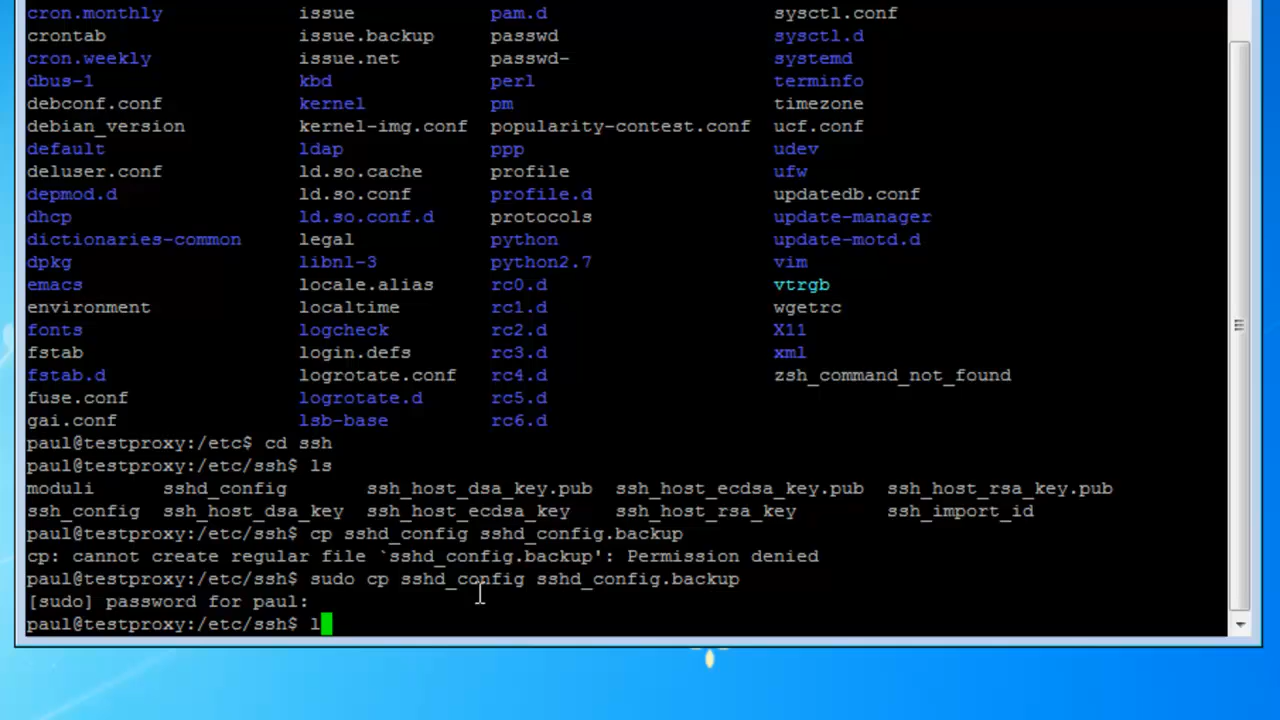 cron.monthly issue pam.d sysctl.conf
crontab issue.backup passwd sysctl.d
cron.weekly issue.net passwd- systemd
dbus-1 kbd perl terminfo
debconf.conf kernel pm timezone
debian_version kernel-img.conf popularity-contest.conf ucf.conf
default ldap ppp udev
deluser.conf ld.so.cache profile ufw
depmod.d ld.so.conf profile.d updatedb.conf
dhcp ld.so.conf.d protocols update-manager
dictionaries-common legal python update-motd.d
dpkg libnl-3 python2.7 vim
emacs locale.alias rc0.d vtrgb
environment localtime rc1.d wgetrc
fonts logcheck rc2.d X11
fstab login.defs rc3.d xml
fstab.d logrotate.conf rc4.d zsh_command_not_found
fuse.conf logrotate.d rc5.d
gai.conf lsb-base rc6.d
paul@testproxy:/etc$ cd ssh
paul@testproxy:/etc/ssh$ ls
moduli sshd_config ssh_host_dsa_key.pub ssh_host_ecdsa_key.pub ssh_host_rsa_key.pub
ssh_config ssh_host_dsa_key ssh_host_ecdsa_key ssh_host_rsa_key ssh_import_id
paul@testproxy:/etc/ssh$ cp sshd_config sshd_config.backup
cp: cannot create regular file `sshd_config.backup': Permission denied
paul@testproxy:/etc/ssh$ sudo cp sshd_config sshd_config.backup
[sudo] password for paul:
paul@testproxy:/etc/ssh$ l